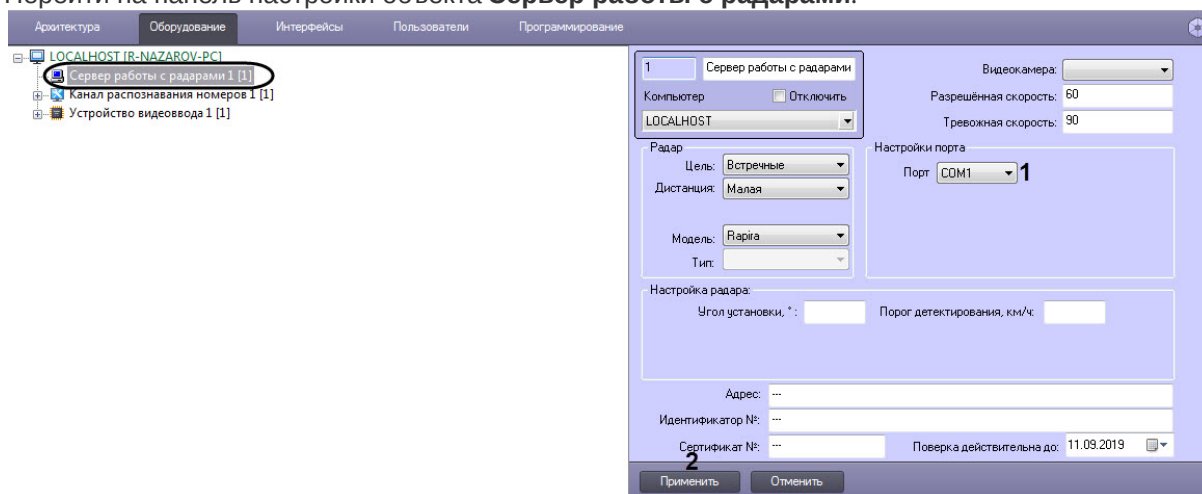 Перейти на панель настройки объекта Сервер работы с радарами.
Архитектура Оборудование Интерфейсы Пользователи Программирование
LOCALHOST [R-NAZAROV-PC]
Сервер работы с радарами 1 [1]
Канал распознавания номеров 1 [1]
Устройство видеоввода 1 [1]
1 Сервер работы с радарами
Компьютер Отключить
LOCALHOST
Видеокамера:
Разрешённая скорость: 60
Тревожная скорость: 90
Радар
Цель: Встречные
Дистанция: Малая
Модель: Rapira
Тип:
Настройки порта
Порт COM1 1
Настройка радара:
Угол установки, ° : Порог детектирования, км/ч:
Адрес: ---
Идентификатор №: ---
Сертификат №: --- Поверка действительна до: 11.09.2019
2
Применить Отменить